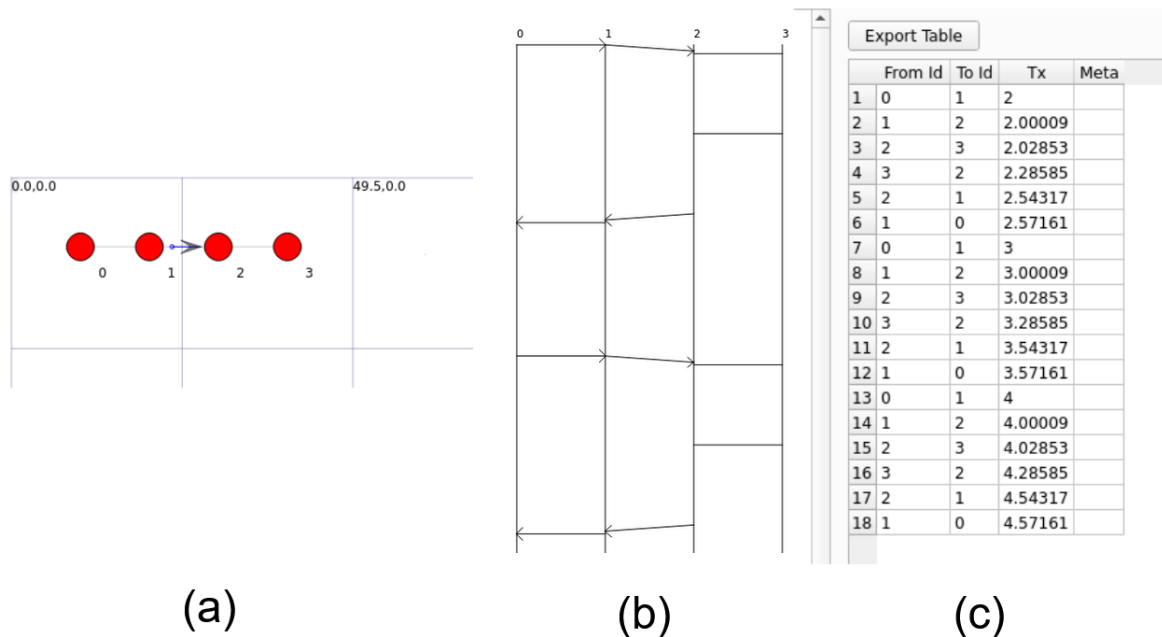 0.0,0.0 49.5,0.0
0 1 2 3
0 1 2 3
Export Table
From Id To Id Tx Meta
1 0 1 2
2 1 2 2.00009
3 2 3 2.02853
4 3 2 2.28585
5 2 1 2.54317
6 1 0 2.57161
7 0 1 3
8 1 2 3.00009
9 2 3 3.02853
10 3 2 3.28585
11 2 1 3.54317
12 1 0 3.57161
13 0 1 4
14 1 2 4.00009
15 2 3 4.02853
16 3 2 4.28585
17 2 1 4.54317
18 1 0 4.57161
(a) (b) (c)